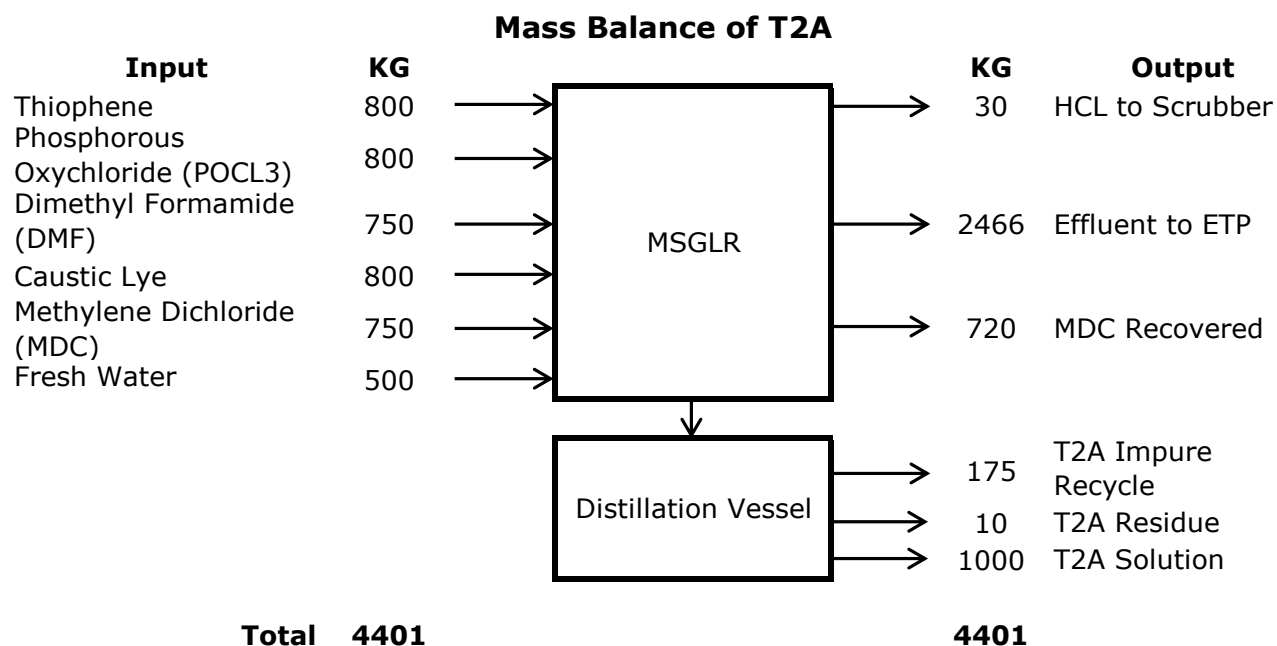 Mass Balance of T2A
Input KG KG Output
Thiophene 800 30 HCL to Scrubber
Phosphorous
Oxychloride (POCL3) 800
Dimethyl Formamide
(DMF) 750 2466 Effluent to ETP
MSGLR
Caustic Lye 800
Methylene Dichloride
(MDC) 750 720 MDC Recovered
Fresh Water 500
T2A Impure
Recycle 175
Distillation Vessel
10 T2A Residue
1000 T2A Solution
Total 4401 4401